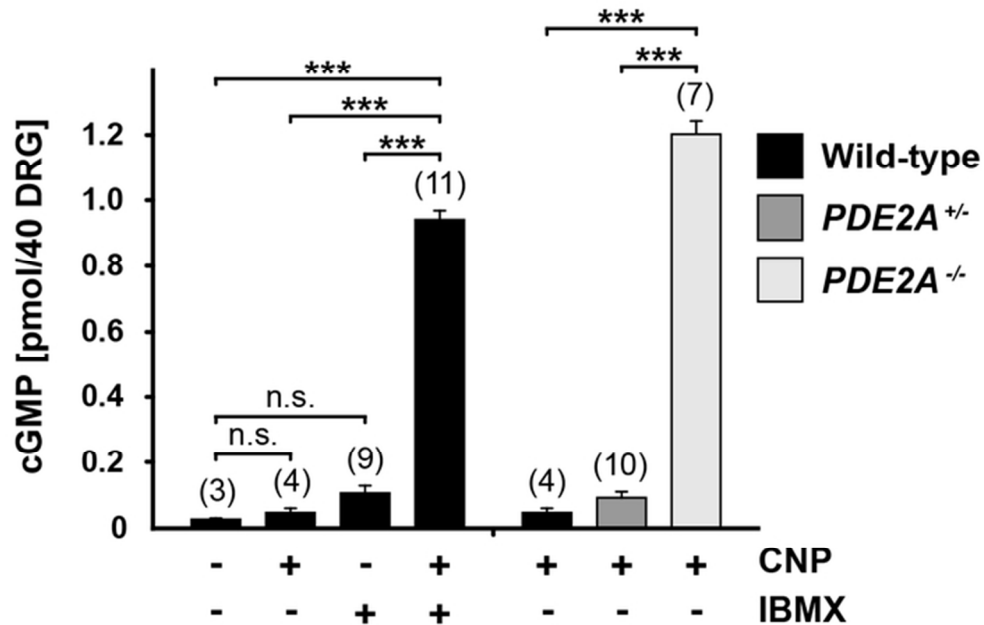 ***
***
***
(7)
***
***
(11)
cGMP [pmol/40 DRG]
1.2
1.0
0.8
0.6
0.4
0.2
0
n.s.
n.s.
(3)
(4)
(9)
(4)
(10)
Wild-type
PDE2A +/-
PDE2A -/-
- + - + + + + CNP
- - + + - - - IBMX